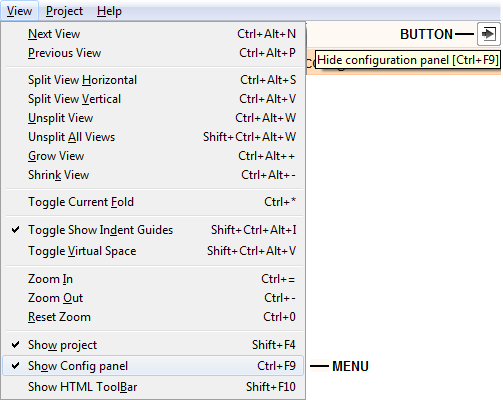 View Project Help
Next View Ctrl+Alt+N
BUTTON
Previous View Ctrl+Alt+P
Hide configuration panel [Ctrl+F9]
Split View Horizontal Ctrl+Alt+S
Split View Vertical Ctrl+Alt+V
Unsplit View Ctrl+Alt+W
Unsplit All Views Shift+Ctrl+Alt+W
Grow View Ctrl+Alt++
Shrink View Ctrl+Alt+-
Toggle Current Fold Ctrl+*
Toggle Show Indent Guides Shift+Ctrl+Alt+I
Toggle Virtual Space Shift+Ctrl+Alt+V
Zoom In Ctrl+=
Zoom Out Ctrl+-
Reset Zoom Ctrl+0
Show project Shift+F4
Show Config panel Ctrl+F9
MENU
Show HTML ToolBar Shift+F10